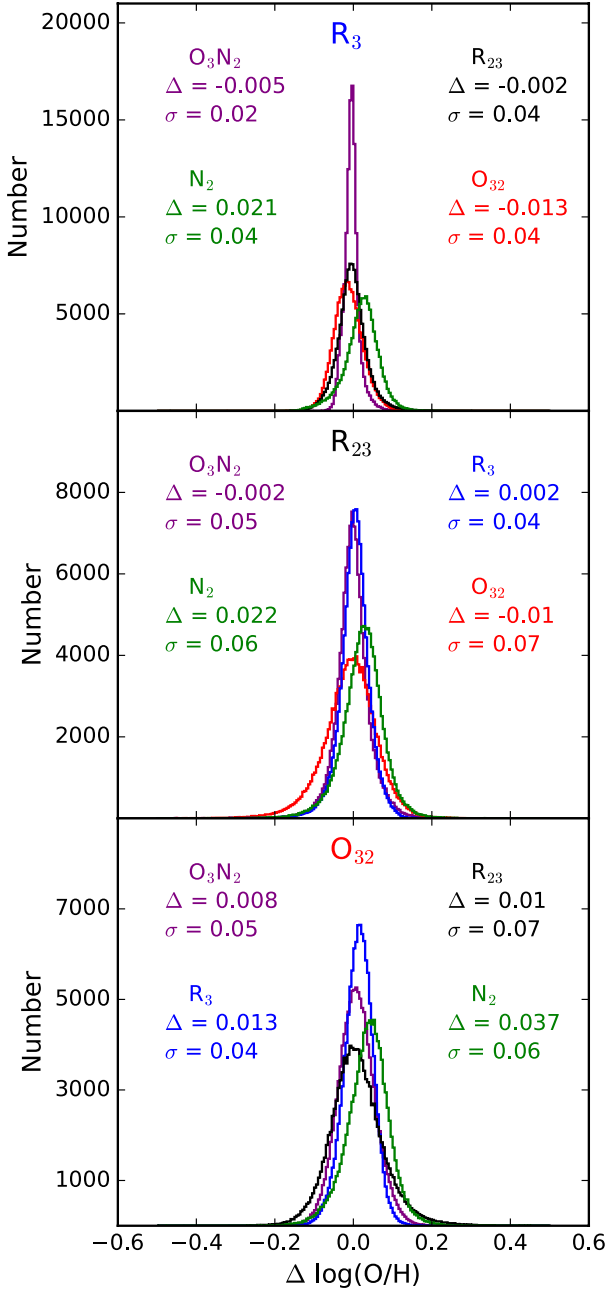 R₃
O₃N₂
Δ = -0.005
σ = 0.02
R₂₃
Δ = -0.002
σ = 0.04
N₂
Δ = 0.021
σ = 0.04
O₃₂
Δ = -0.013
σ = 0.04
Number
20000
15000
10000
5000
R₂₃
O₃N₂
Δ = -0.002
σ = 0.05
R₃
Δ = 0.002
σ = 0.04
N₂
Δ = 0.022
σ = 0.06
O₃₂
Δ = -0.01
σ = 0.07
Number
8000
6000
4000
2000
O₃₂
O₃N₂
Δ = 0.008
σ = 0.05
R₂₃
Δ = 0.01
σ = 0.07
R₃
Δ = 0.013
σ = 0.04
N₂
Δ = 0.037
σ = 0.06
Number
7000
5000
3000
1000
−0.6 −0.4 −0.2 0.0 0.2 0.4 0.6
Δ log(O/H)